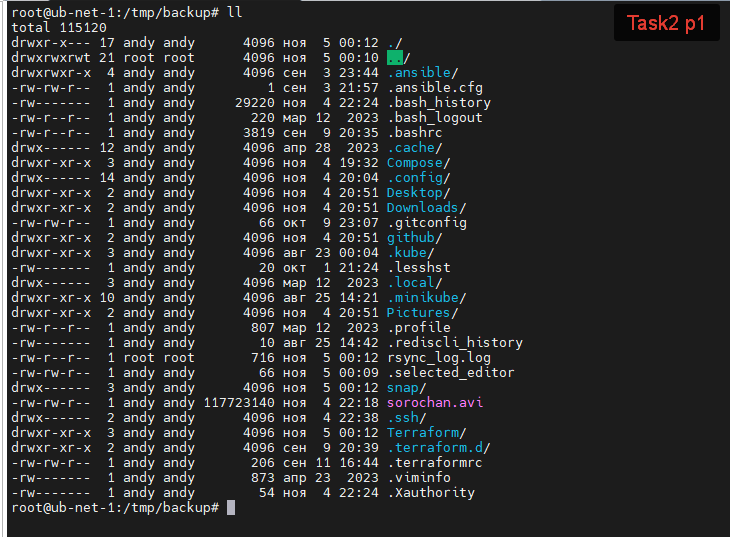 root@ub-net-1:/tmp/backup# ll
Task2 p1
total 115120
drwxr-x--- 17 andy andy      4096 ноя  5 00:12 ./
drwxrwxrwt 21 root root      4096 ноя  5 00:10 ../
drwxrwxr-x  4 andy andy      4096 сен  3 23:44 .ansible/
-rw-rw-r--  1 andy andy         1 сен  3 21:57 .ansible.cfg
-rw-------  1 andy andy     29220 ноя  4 22:24 .bash_history
-rw-r--r--  1 andy andy       220 мар 12  2023 .bash_logout
-rw-r--r--  1 andy andy      3819 сен  9 20:35 .bashrc
drwx------ 12 andy andy      4096 апр 28  2023 .cache/
drwxr-xr-x  3 andy andy      4096 ноя  4 19:32 Compose/
drwx------ 14 andy andy      4096 ноя  4 20:04 .config/
drwxr-xr-x  2 andy andy      4096 ноя  4 20:51 Desktop/
drwxr-xr-x  2 andy andy      4096 ноя  4 20:51 Downloads/
-rw-rw-r--  1 andy andy        66 окт  9 23:07 .gitconfig
drwxr-xr-x  2 andy andy      4096 ноя  4 20:51 github/
drwxr-xr-x  3 andy andy      4096 авг 23 00:04 .kube/
-rw-------  1 andy andy        20 окт  1 21:24 .lesshst
drwx------  3 andy andy      4096 мар 12  2023 .local/
drwxr-xr-x 10 andy andy      4096 авг 25 14:21 .minikube/
drwxr-xr-x  2 andy andy      4096 ноя  4 20:51 Pictures/
-rw-r--r--  1 andy andy       807 мар 12  2023 .profile
-rw-------  1 andy andy        10 авг 25 14:42 .rediscli_history
-rw-r--r--  1 root root       716 ноя  5 00:12 rsync_log.log
-rw-rw-r--  1 andy andy        66 ноя  5 00:09 .selected_editor
drwx------  3 andy andy      4096 ноя  5 00:12 snap/
-rw-r--r--  1 andy andy 117723140 ноя  4 22:18 sorochan.avi
drwx------  2 andy andy      4096 ноя  4 22:38 .ssh/
drwxr-xr-x  3 andy andy      4096 ноя  5 00:12 Terraform/
drwxr-xr-x  2 andy andy      4096 сен  9 20:39 .terraform.d/
-rw-rw-r--  1 andy andy       206 сен 11 16:44 .terraformrc
-rw-------  1 andy andy       873 апр 23  2023 .viminfo
-rw-------  1 andy andy        54 ноя  4 22:24 .Xauthority
root@ub-net-1:/tmp/backup#